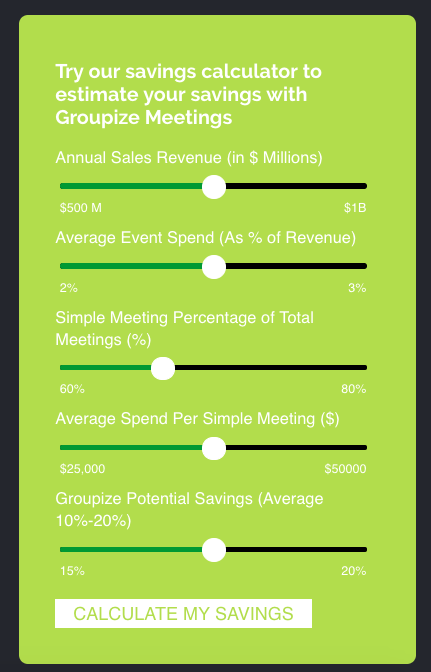 Try our savings calculator to
estimate your savings with
Groupize Meetings
Annual Sales Revenue (in $ Millions)
$500 M $1B
Average Event Spend (As % of Revenue)
2% 3%
Simple Meeting Percentage of Total
Meetings (%)
60% 80%
Average Spend Per Simple Meeting ($)
$25,000 $50000
Groupize Potential Savings (Average
10%-20%)
15% 20%
CALCULATE MY SAVINGS